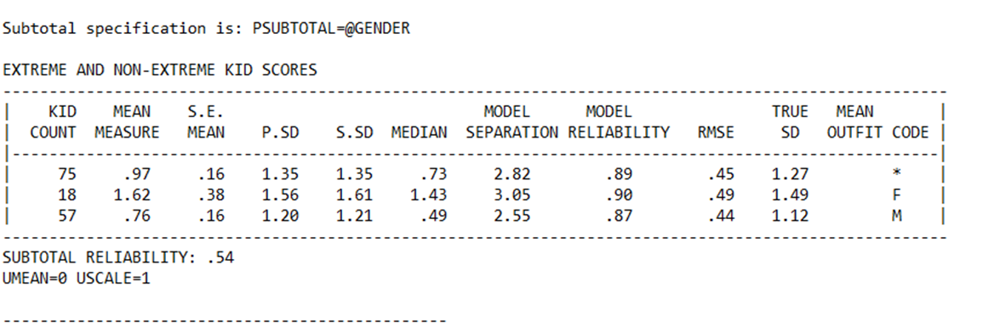 Subtotal specification is: PSUBTOTAL=@GENDER
EXTREME AND NON-EXTREME KID SCORES
------------------------------------------------------------------------------------------------------
|    KID    MEAN    S.E.                            MODEL      MODEL                TRUE   MEAN        |
|  COUNT  MEASURE   MEAN    P.SD    S.SD  MEDIAN  SEPARATION RELIABILITY   RMSE      SD   OUTFIT CODE |
|----------------------------------------------------------------------------------------------------|
|     75     .97     .16    1.35    1.35     .73     2.82       .89         .45    1.27           *    |
|     18    1.62     .38    1.56    1.61    1.43     3.05       .90         .49    1.49           F    |
|     57     .76     .16    1.20    1.21     .49     2.55       .87         .44    1.12           M    |
------------------------------------------------------------------------------------------------------
SUBTOTAL RELIABILITY: .54
UMEAN=0 USCALE=1
------------------------------------------------